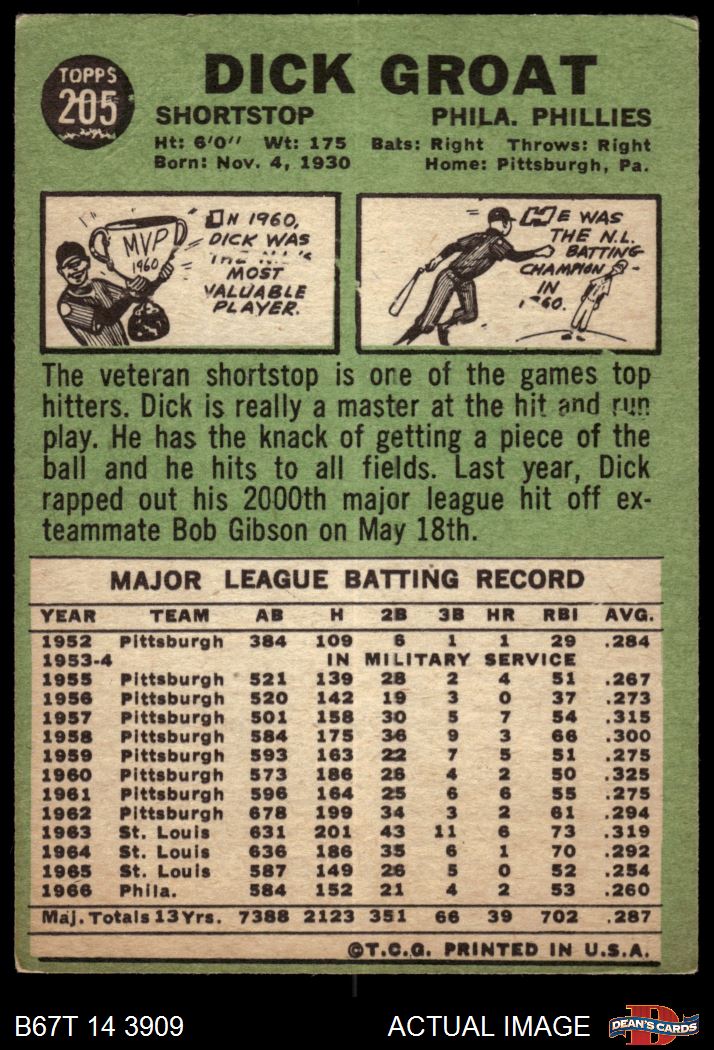 TOPPS
205
DICK GROAT
SHORTSTOP PHILA. PHILLIES
Ht: 6'0" Wt: 175 Bats: Right Throws: Right
Born: Nov. 4, 1930 Home: Pittsburgh, Pa.
MVP
1960
IN 1960,
DICK WAS
THE N.L.'s
MOST
VALUABLE
PLAYER.
HE WAS
THE N.L.
BATTING
CHAMPION
IN
The veteran shortstop is one of the games top
hitters. Dick is really a master at the hit and run
play. He has the knack of getting a piece of the
ball and he hits to all fields. Last year, Dick
rapped out his 2000th major league hit off ex-
teammate Bob Gibson on May 18th.
MAJOR LEAGUE BATTING RECORD
YEAR TEAM AB H 2B 3B HR RBI AVG.
1952 Pittsburgh 384 109 6 1 1 29 .284
1953-4 IN MILITARY SERVICE
1955 Pittsburgh 521 139 28 2 4 51 .267
1956 Pittsburgh 520 142 19 3 0 37 .273
1957 Pittsburgh 501 158 30 5 7 54 .315
1958 Pittsburgh 584 175 36 9 3 66 .300
1959 Pittsburgh 593 163 22 7 5 51 .275
1960 Pittsburgh 573 186 26 4 2 50 .325
1961 Pittsburgh 596 164 25 6 6 55 .275
1962 Pittsburgh 678 199 34 3 2 61 .294
1963 St. Louis 631 201 43 11 6 73 .319
1964 St. Louis 636 186 35 6 1 70 .292
1965 St. Louis 587 149 26 5 0 52 .254
1966 Phila. 584 152 21 4 2 53 .260
Maj. Totals 13 Yrs. 7388 2123 351 66 39 702 .287
©T.C.G. PRINTED IN U.S.A.
B67T 14 3909 ACTUAL IMAGE DEAN'S CARDS